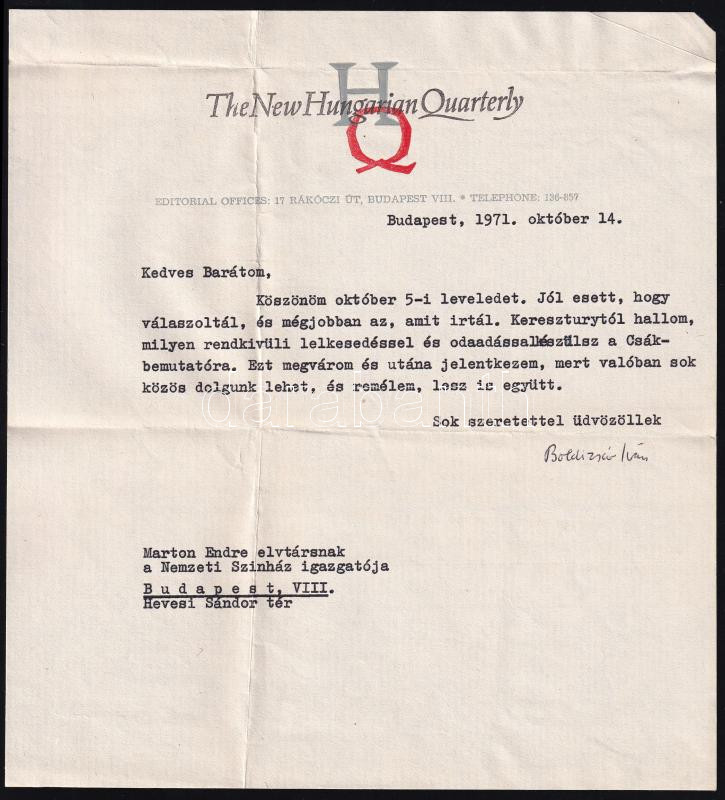 HQ
The New Hungarian Quarterly
EDITORIAL OFFICES: 17 RÁKÓCZI ÚT, BUDAPEST VIII. * TELEPHONE: 136-857
Budapest, 1971. október 14.
Kedves Barátom,
Köszönöm október 5-i leveledet. Jól esett, hogy
válaszoltál, és mégjobban az, amit irtál. Kereszturytól hallom,
milyen rendkivüli lelkesedéssel és odaadással készülsz a Csák-
bemutatóra. Ezt megvárom és utána jelentkezem, mert valóban sok
közös dolgunk lehet, és remélem, lesz is együtt.
Sok szeretettel üdvözöllek
Boldizsár Iván
Marton Endre elvtársnak
a Nemzeti Szinház igazgatója
Budapest, VIII.
Hevesi Sándor tér
darabanth